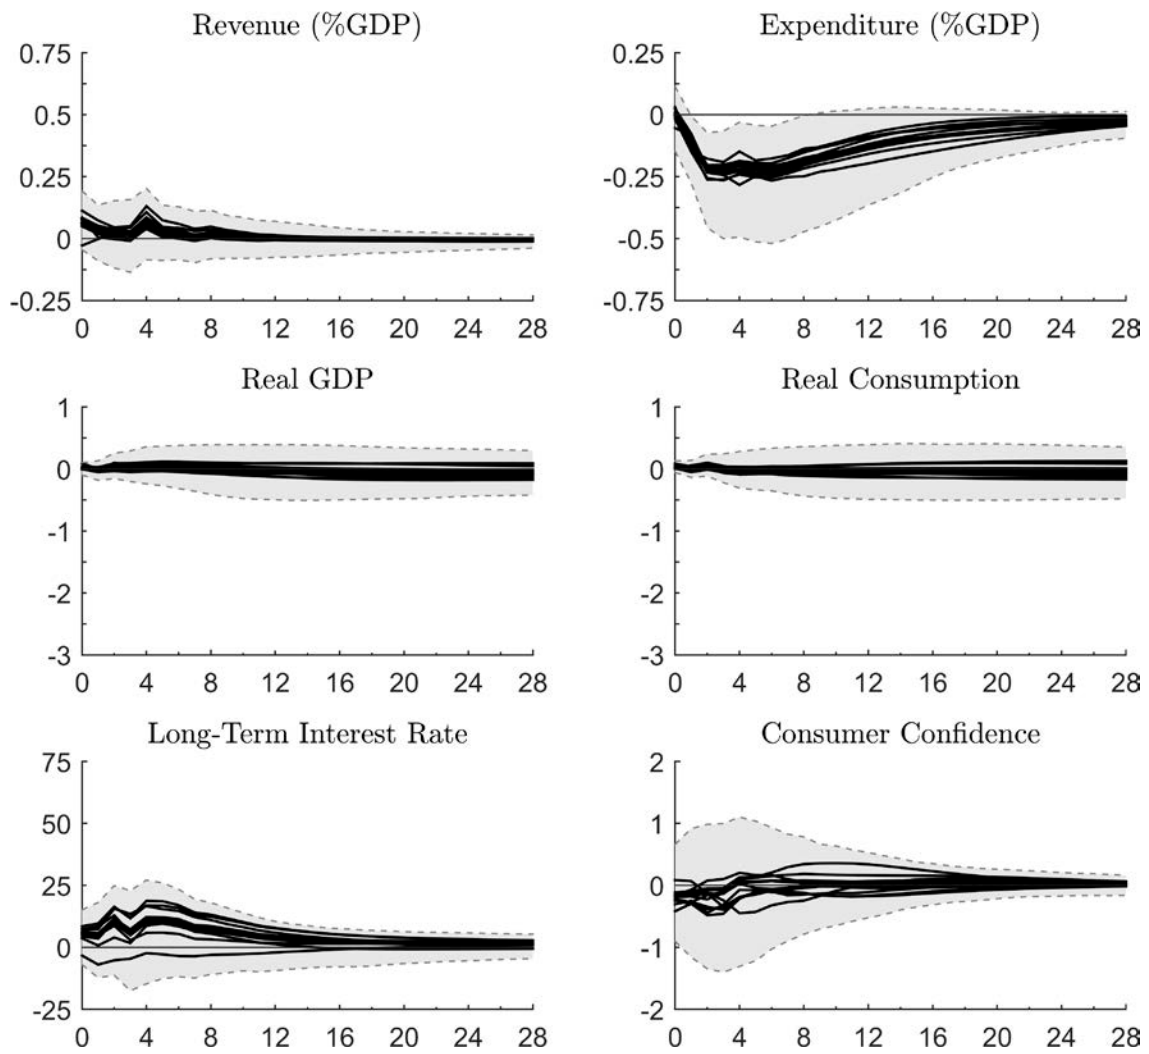 Revenue (%GDP)
0.75
0.5
0.25
0
-0.25
0 4 8 12 16 20 24 28
Expenditure (%GDP)
0.25
0
-0.25
-0.5
-0.75
0 4 8 12 16 20 24 28
Real GDP
1
0
-1
-2
-3
0 4 8 12 16 20 24 28
Real Consumption
1
0
-1
-2
-3
0 4 8 12 16 20 24 28
Long-Term Interest Rate
75
50
25
0
-25
0 4 8 12 16 20 24 28
Consumer Confidence
2
1
0
-1
-2
0 4 8 12 16 20 24 28